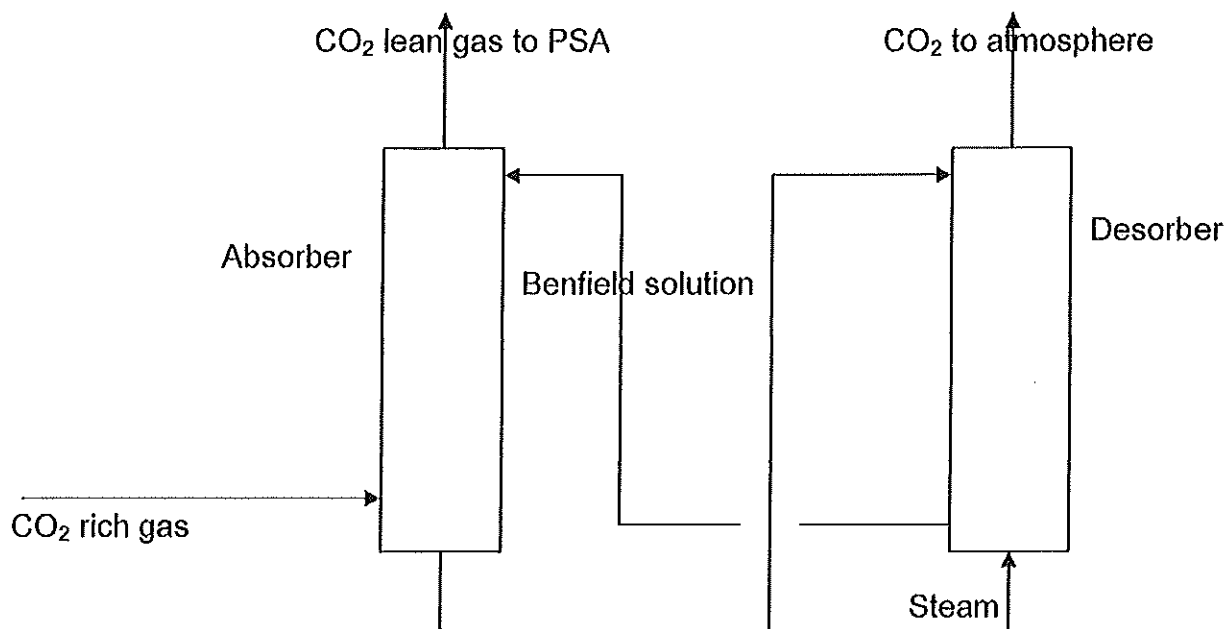 CO₂ lean gas to PSA
CO₂ to atmosphere
Absorber
Benfield solution
Desorber
CO₂ rich gas
Steam